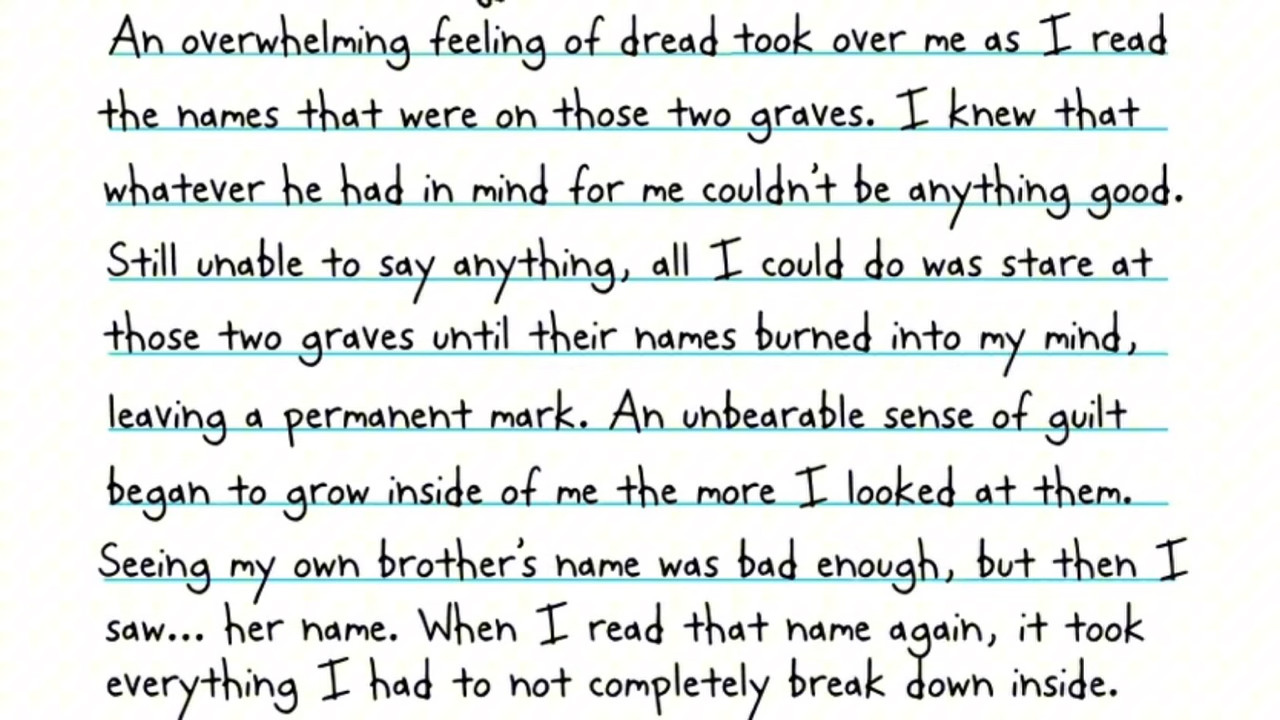 An overwhelming feeling of dread took over me as I read
the names that were on those two graves. I knew that
whatever he had in mind for me couldn't be anything good.
Still unable to say anything, all I could do was stare at
those two graves until their names burned into my mind,
leaving a permanent mark. An unbearable sense of guilt
began to grow inside of me the more I looked at them.
Seeing my own brother's name was bad enough, but then I
saw... her name. When I read that name again, it took
everything I had to not completely break down inside.